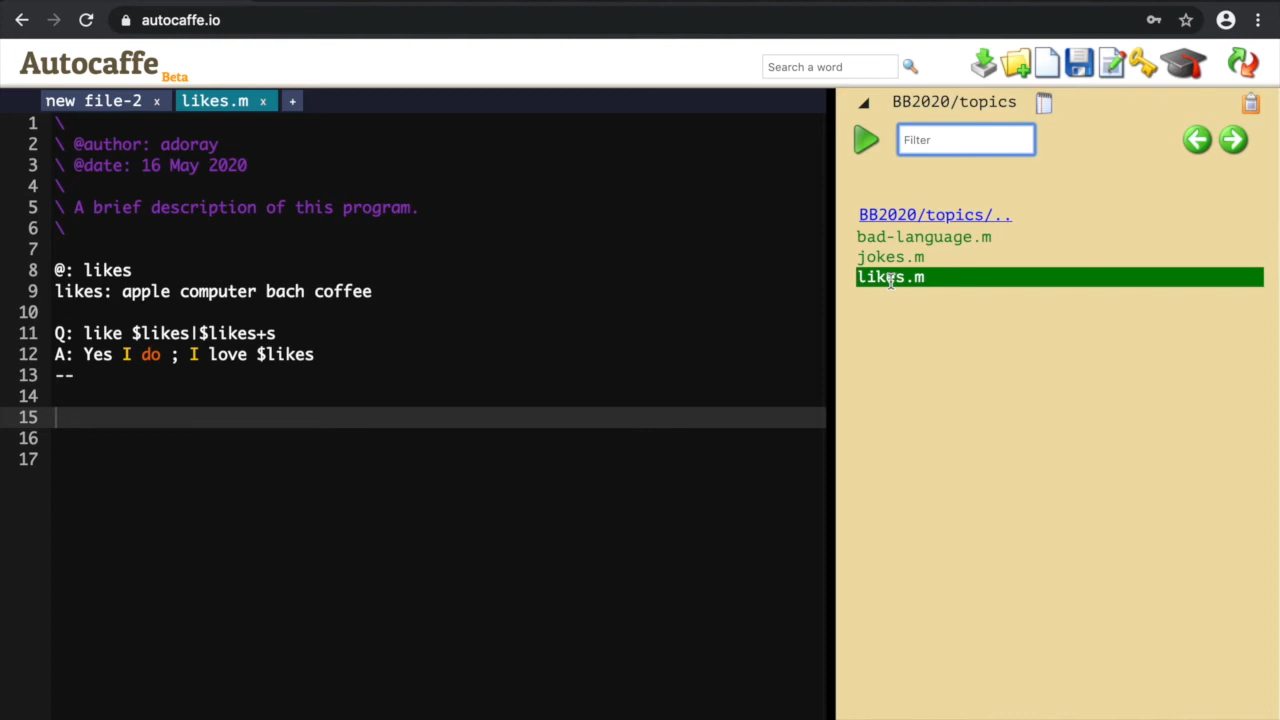 autocaffe.io
Autocaffe
Beta
Search a word
new file-2 x
likes.m x
+
1 \
2 \ @author: adoray
3 \ @date: 16 May 2020
4 \
5 \ A brief description of this program.
6 \
7
8 @: likes
9 likes: apple computer bach coffee
10
11 Q: like $likes|$likes+s
12 A: Yes I do ; I love $likes
13 --
14
15
16
17
BB2020/topics
Filter
BB2020/topics/..
bad-language.m
jokes.m
likes.m